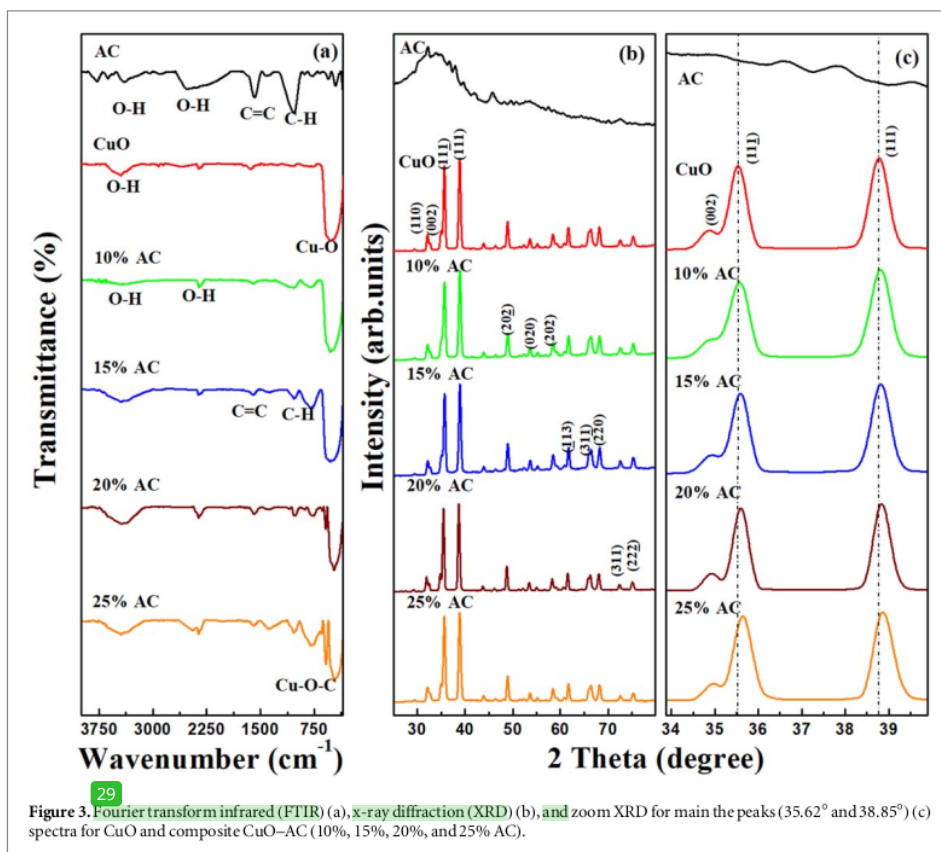 AC
(a)
O-H
O-H
C=C
C-H
CuO
O-H
Cu-O
10% AC
O-H
O-H
15% AC
C=C
C-H
20% AC
25% AC
Cu-O-C
Transmittance (%)
3750 3000 2250 1500 750
Wavenumber (cm-1)
AC
(b)
CuO
(110)
(002)
(111)
(111)
10% AC
(202)
(020)
(202)
15% AC
(113)
(311)
(220)
20% AC
(311)
(222)
25% AC
Intensity (arb.units)
30 40 50 60 70
2 Theta (degree)
(c)
AC
CuO
(002)
(111)
(111)
10% AC
15% AC
20% AC
25% AC
34 35 36 37 38 39
29
Figure 3. Fourier transform infrared (FTIR) (a), x-ray diffraction (XRD) (b), and zoom XRD for main the peaks (35.62° and 38.85°) (c)
spectra for CuO and composite CuO–AC (10%, 15%, 20%, and 25% AC).